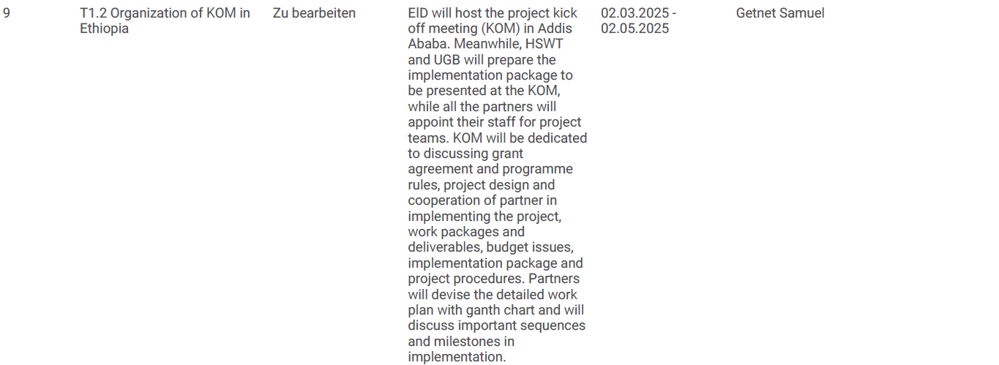 9
T1.2 Organization of KOM in
Ethiopia
Zu bearbeiten
EID will host the project kick
off meeting (KOM) in Addis
Ababa. Meanwhile, HSWT
and UGB will prepare the
implementation package to
be presented at the KOM,
while all the partners will
appoint their staff for project
teams. KOM will be dedicated
to discussing grant
agreement and programme
rules, project design and
cooperation of partner in
implementing the project,
work packages and
deliverables, budget issues,
implementation package and
project procedures. Partners
will devise the detailed work
plan with ganth chart and will
discuss important sequences
and milestones in
implementation.
02.03.2025 -
02.05.2025
Getnet Samuel